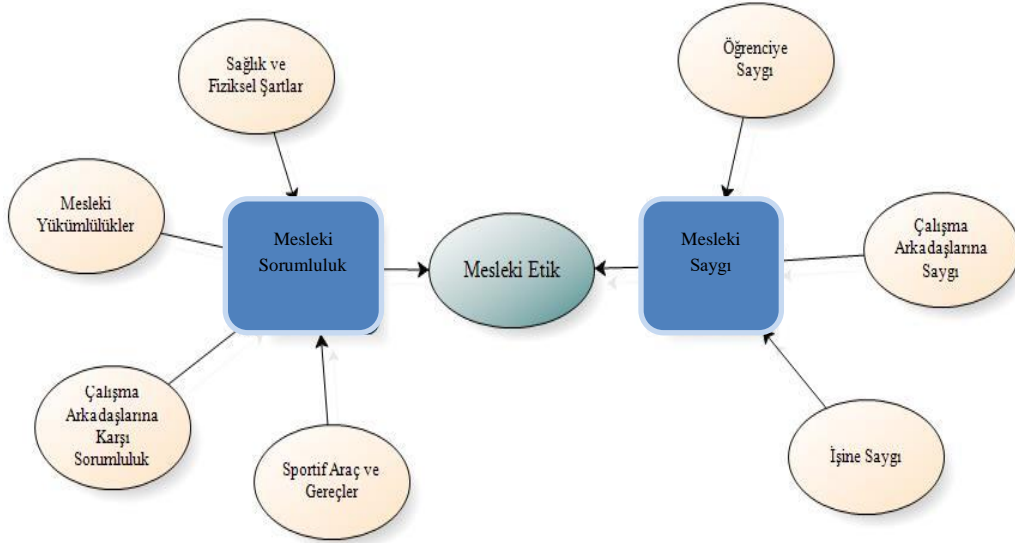 Sağlık ve
Fiziksel Şartlar
Öğrenciye
Saygı
Mesleki
Yükümlülükler
Mesleki
Sorumluluk
Mesleki Etik
Mesleki
Saygı
Çalışma
Arkadaşlarına
Saygı
Çalışma
Arkadaşlarına
Karşı
Sorumluluk
Sportif Araç ve
Gereçler
İşine Saygı